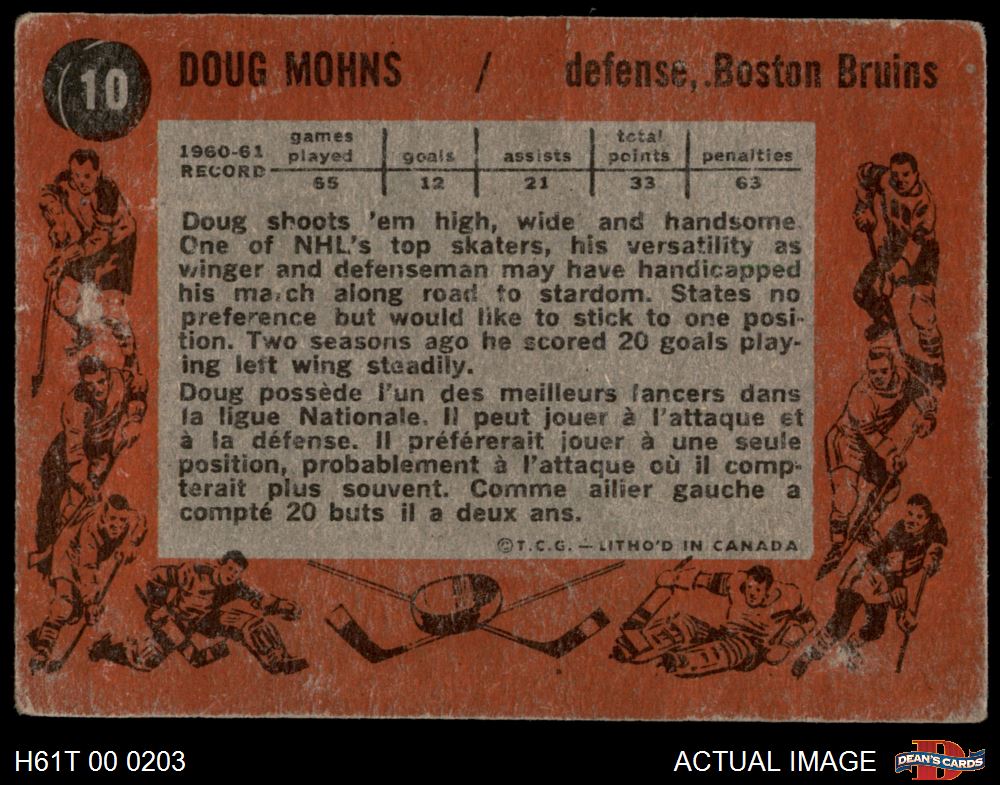 10
DOUG MOHNS / defense, Boston Bruins
1960-61 RECORD
games played goals assists total points penalties
65 12 21 33 63
Doug shoots 'em high, wide and handsome.
One of NHL's top skaters, his versatility as
winger and defenseman may have handicapped
his march along road to stardom. States no
preference but would like to stick to one posi-
tion. Two seasons ago he scored 20 goals play-
ing left wing steadily.
Doug possède l'un des meilleurs lancers dans
la ligue Nationale. Il peut jouer à l'attaque et
à la défense. Il préférerait jouer à une seule
position, probablement à l'attaque où il comp-
terait plus souvent. Comme ailier gauche a
compté 20 buts il a deux ans.
©T.C.G. — LITHO'D IN CANADA
H61T 00 0203
ACTUAL IMAGE
DEAN'S CARDS